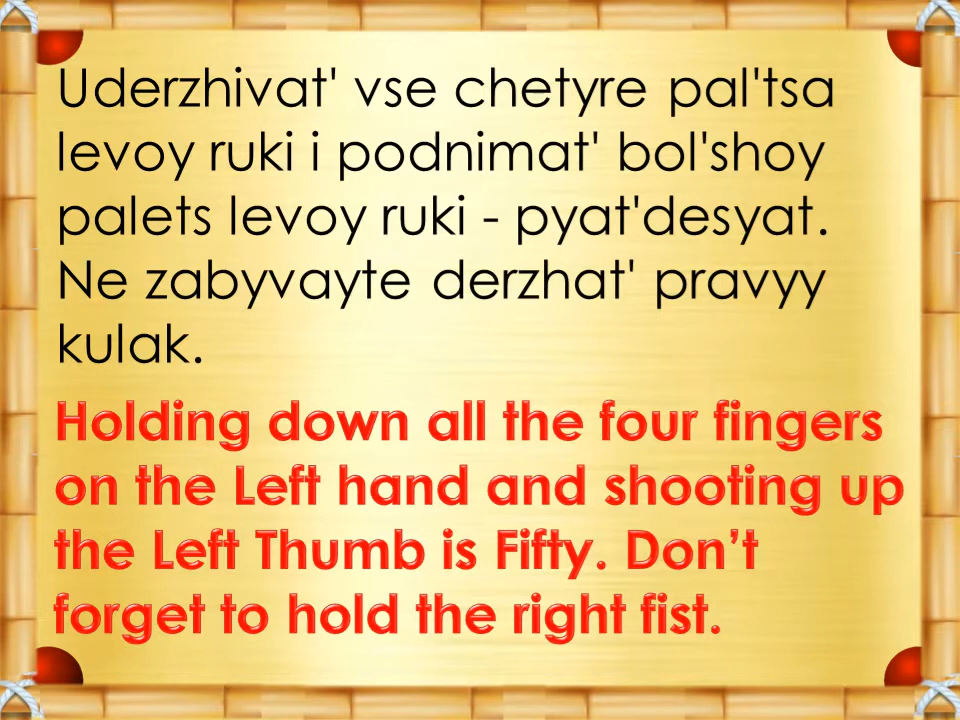 Uderzhivat' vse chetyre pal'tsa
levoy ruki i podnimat' bol'shoy
palets levoy ruki - pyat'desyat.
Ne zabyvayte derzhat' pravyy
kulak.
Holding down all the four fingers
on the Left hand and shooting up
the Left Thumb is Fifty. Don’t
forget to hold the right fist.